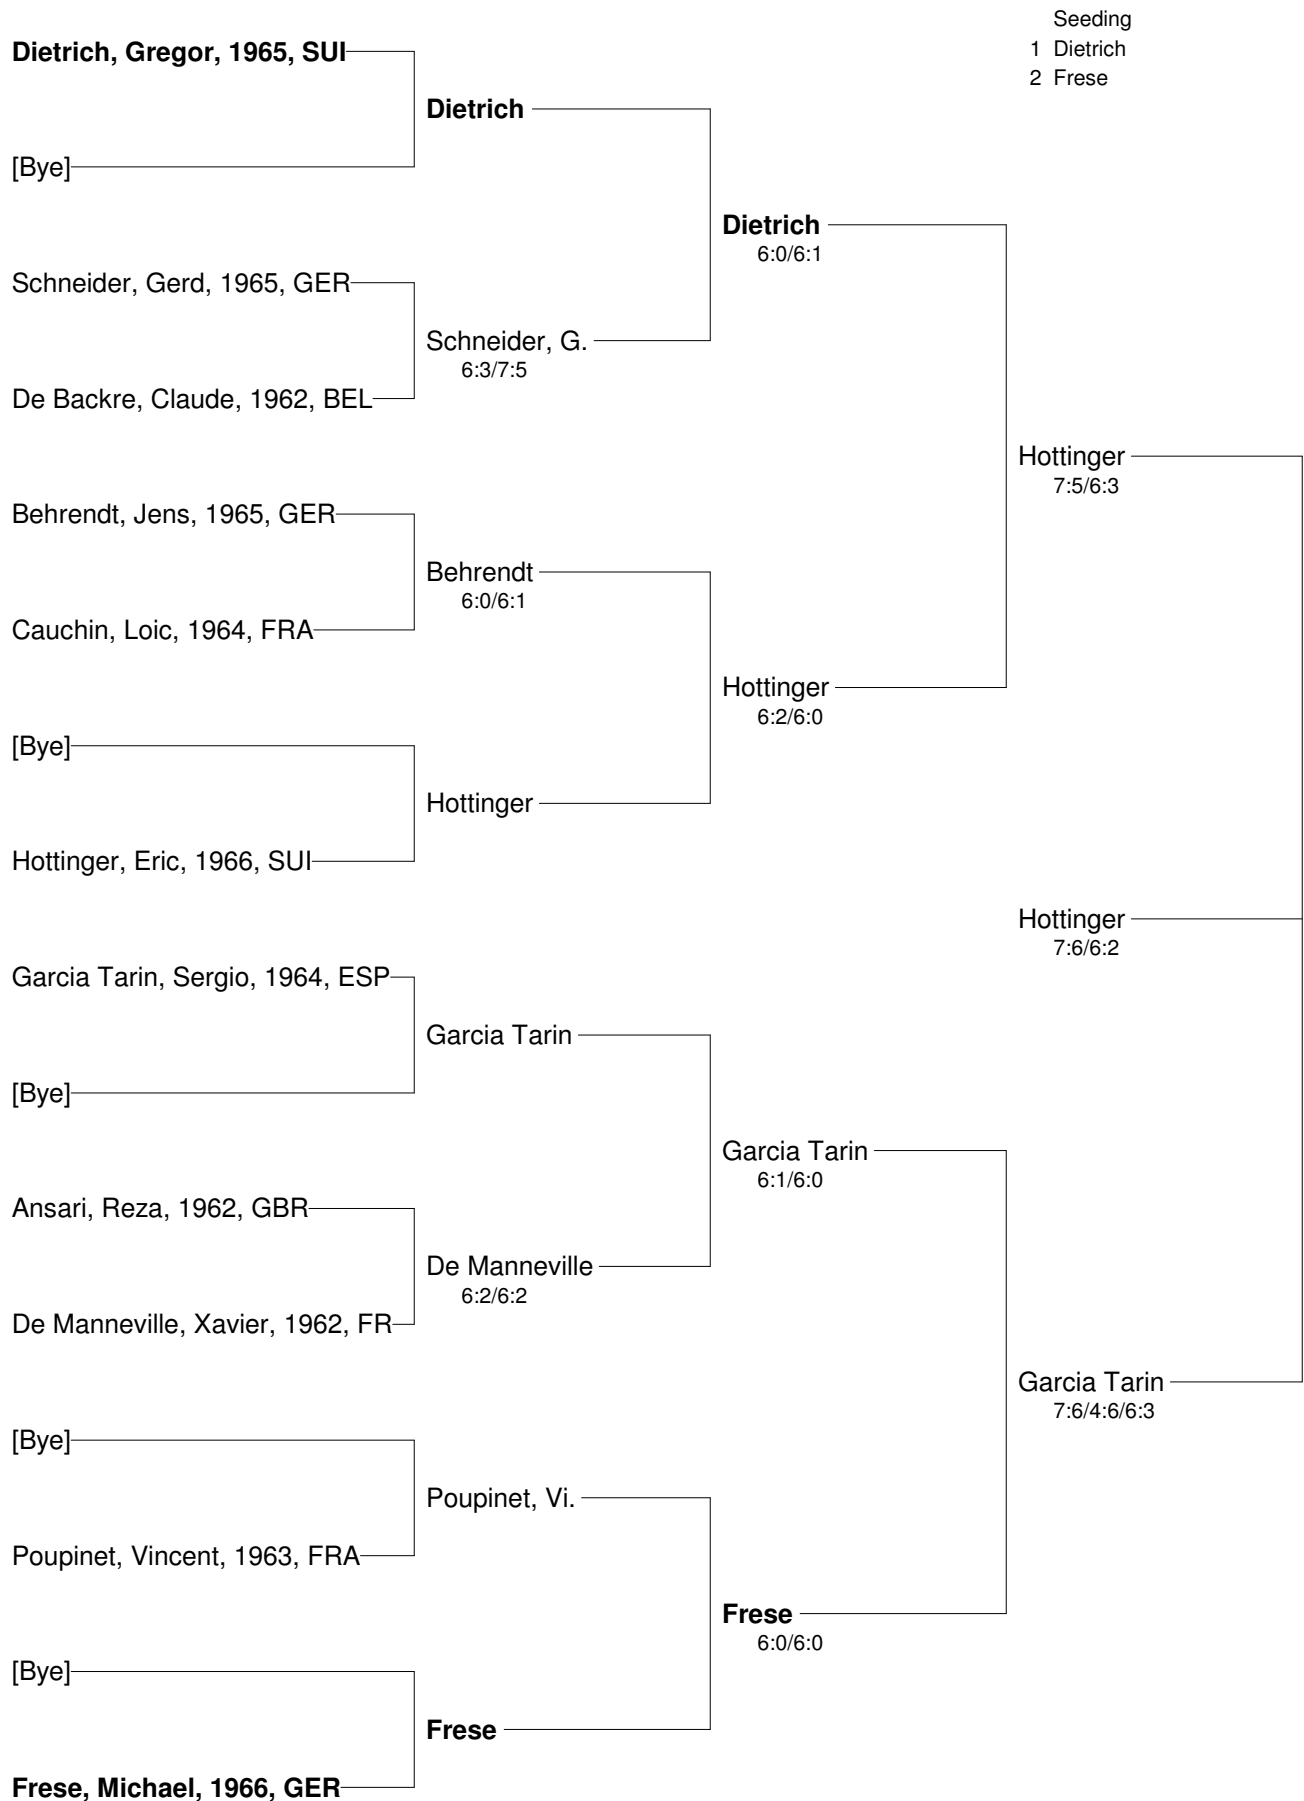 Seeding
1 Dietrich
2 Frese
Dietrich, Gregor, 1965, SUI
Dietrich
[Bye]
Dietrich
6:0/6:1
Schneider, Gerd, 1965, GER
Schneider, G.
6:3/7:5
De Backre, Claude, 1962, BEL
Hottinger
7:5/6:3
Behrendt, Jens, 1965, GER
Behrendt
6:0/6:1
Cauchin, Loic, 1964, FRA
Hottinger
6:2/6:0
[Bye]
Hottinger
Hottinger, Eric, 1966, SUI
Hottinger
7:6/6:2
Garcia Tarin, Sergio, 1964, ESP
Garcia Tarin
[Bye]
Garcia Tarin
6:1/6:0
Ansari, Reza, 1962, GBR
De Manneville
6:2/6:2
De Manneville, Xavier, 1962, FR
Garcia Tarin
7:6/4:6/6:3
[Bye]
Poupinet, Vi.
Poupinet, Vincent, 1963, FRA
Frese
6:0/6:0
[Bye]
Frese
Frese, Michael, 1966, GER